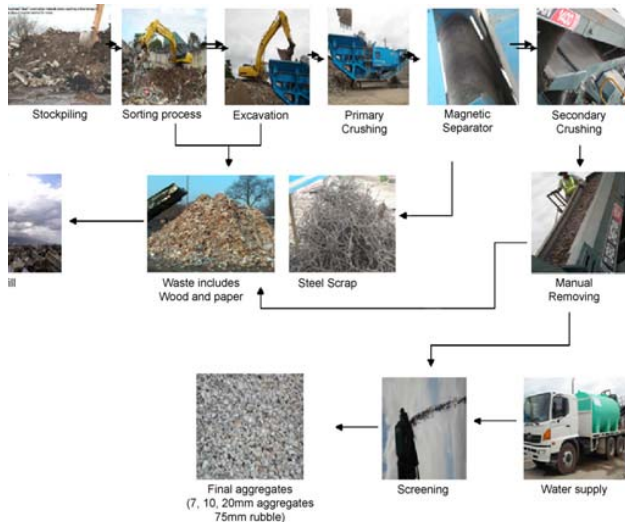 Stockpiling
Sorting process
Excavation
Primary
Crushing
Magnetic
Separator
Secondary
Crushing
ill
Waste includes
Wood and paper
Steel Scrap
Manual
Removing
Final aggregates
(7, 10, 20mm aggregates
75mm rubble)
Screening
Water supply